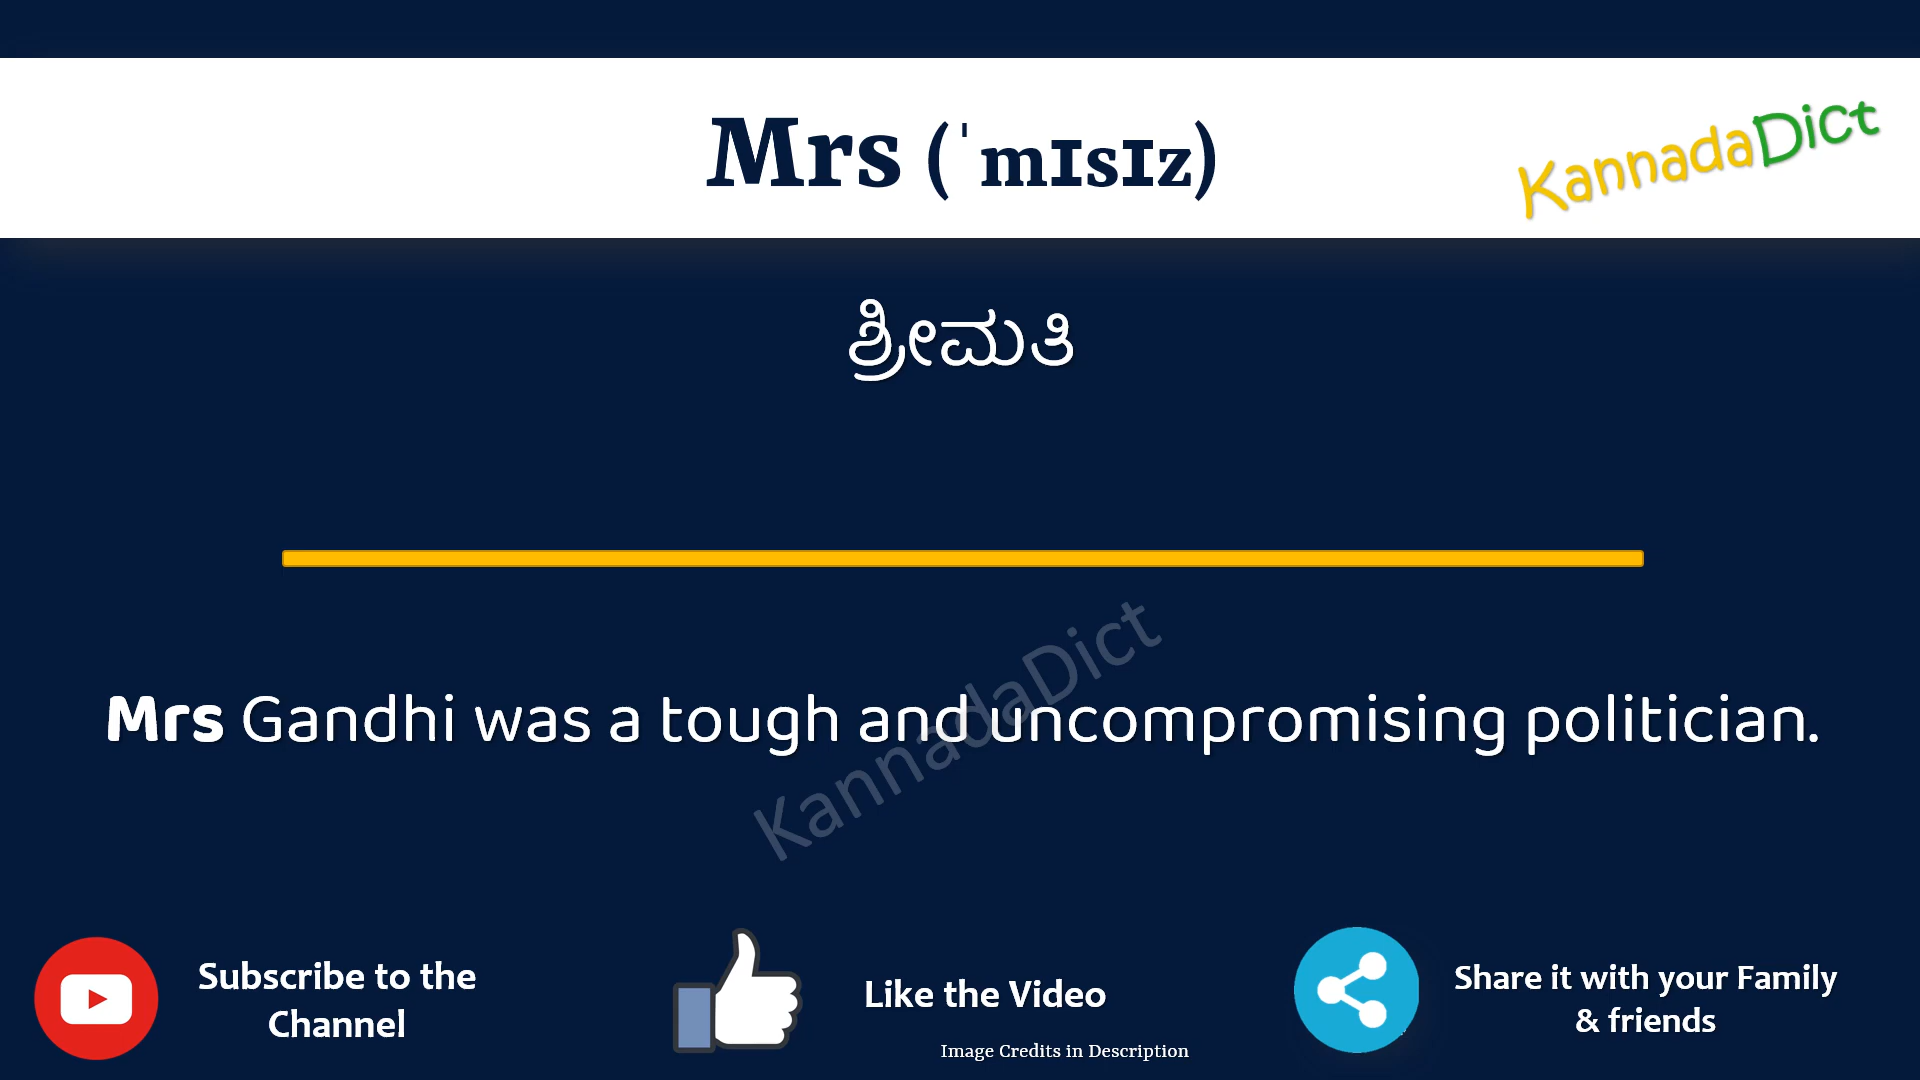 Mrs (ˈmɪsɪz)
KannadaDict
ಶ್ರೀಮತಿ
KannadaDict
Mrs Gandhi was a tough and uncompromising politician.
Subscribe to the
Channel
Like the Video
Share it with your Family
& friends
Image Credits in Description